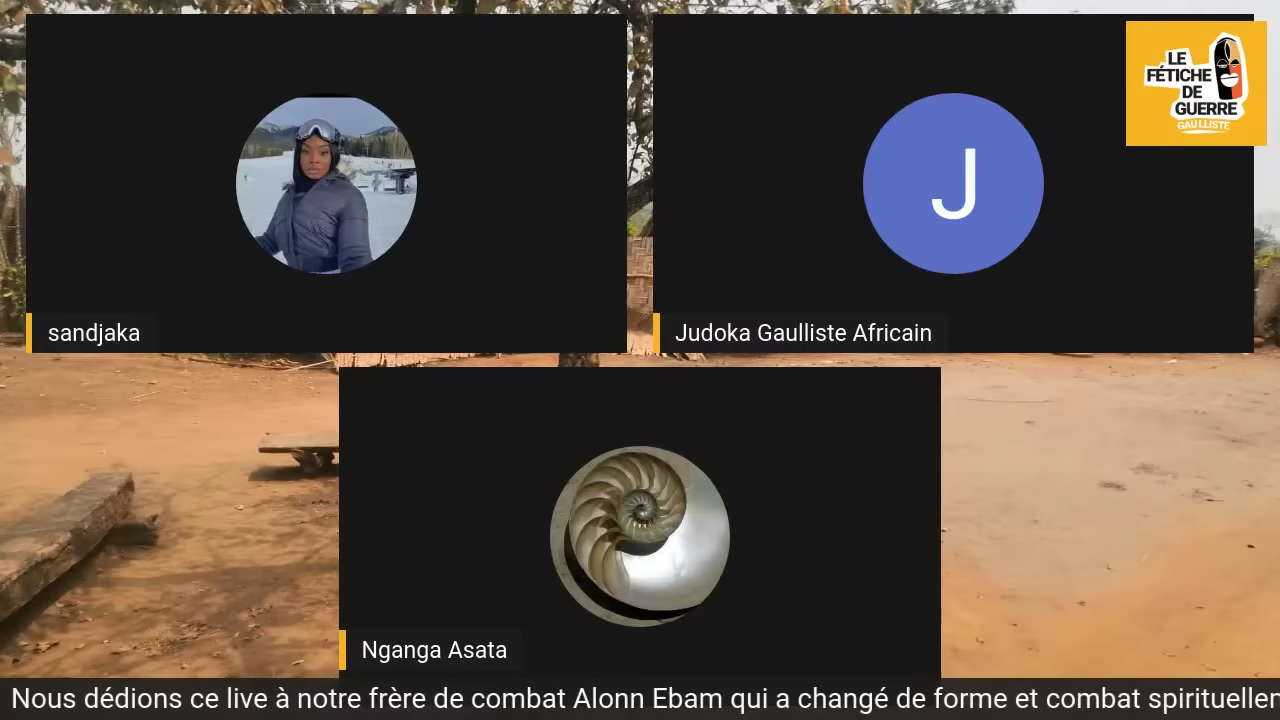 LE
FÉTICHE
DE
GUERRE
GAULLISTE
J
sandjaka
Judoka Gaulliste Africain
Nganga Asata
Nous dédions ce live à notre frère de combat Alonn Ebam qui a changé de forme et combat